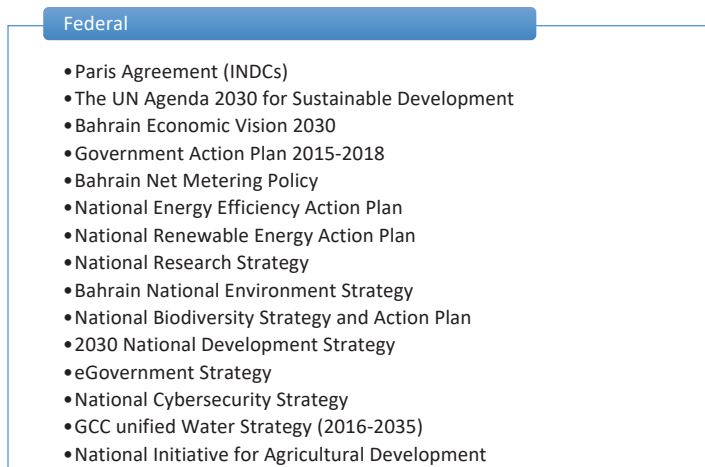 Federal
•Paris Agreement (INDCs)
•The UN Agenda 2030 for Sustainable Development
•Bahrain Economic Vision 2030
•Government Action Plan 2015-2018
•Bahrain Net Metering Policy
•National Energy Efficiency Action Plan
•National Renewable Energy Action Plan
•National Research Strategy
•Bahrain National Environment Strategy
•National Biodiversity Strategy and Action Plan
•2030 National Development Strategy
•eGovernment Strategy
•National Cybersecurity Strategy
•GCC unified Water Strategy (2016-2035)
•National Initiative for Agricultural Development